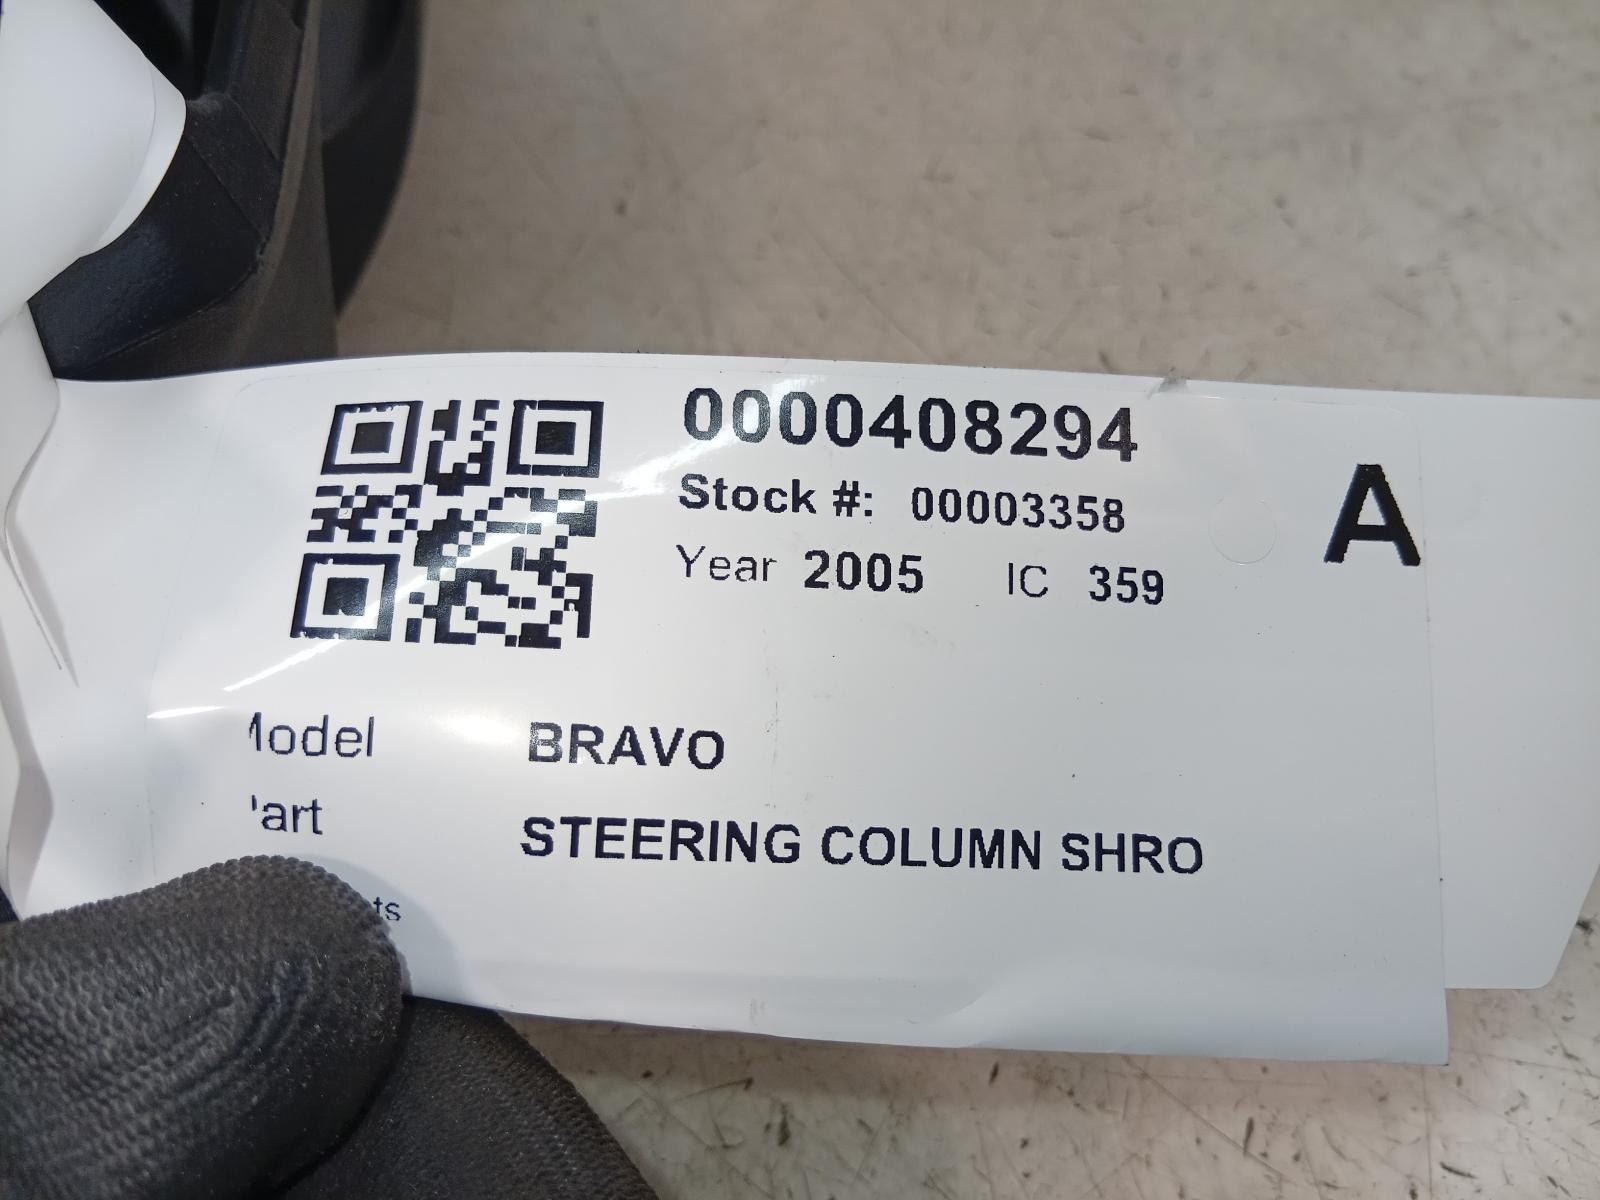 0000408294
Stock #: 00003358
A
Year 2005 IC 359
Model BRAVO
Part STEERING COLUMN SHRO